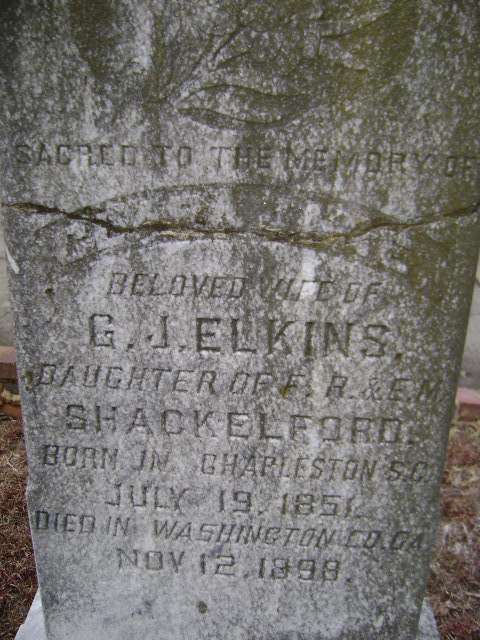 SACRED TO THE MEMORY OF
BELOVED WIFE OF
G. J. ELKINS,
DAUGHTER OF F. R. & E. M.
SHACKELFORD.
BORN IN CHARLESTON S.C.
JULY 19, 1851.
DIED IN WASHINGTON CO. GA.
NOV 12, 1898.